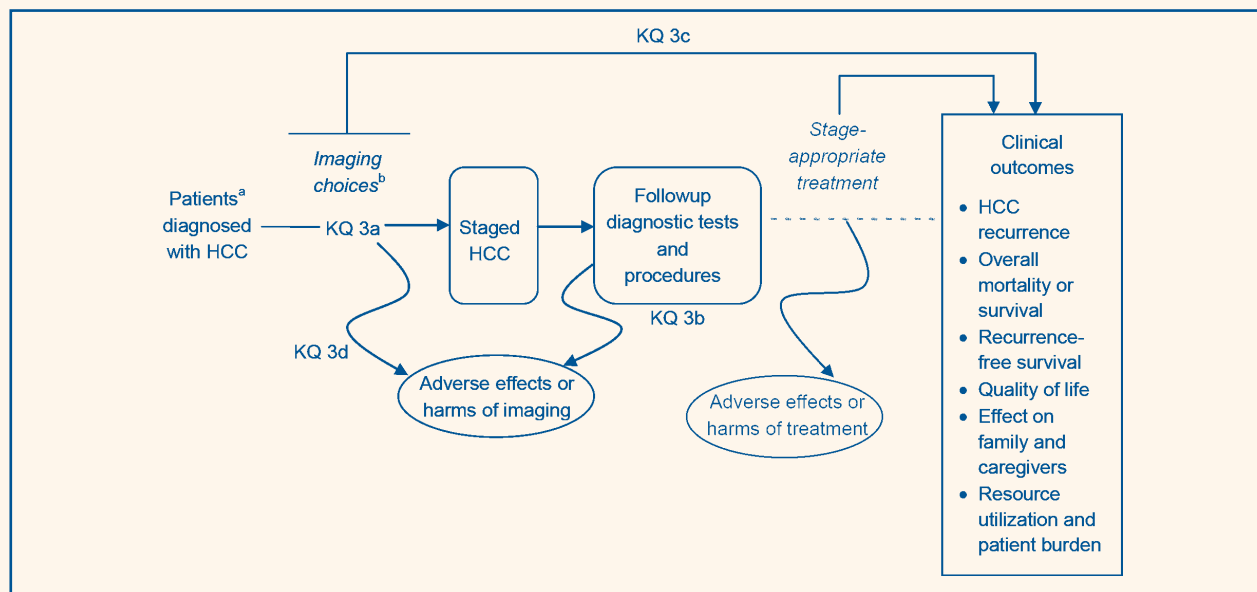 KQ 3c
Imaging
choices^b
Patients^a
diagnosed
with HCC
KQ 3a
Staged
HCC
Followup
diagnostic tests
and
procedures
KQ 3b
KQ 3d
Adverse effects or
harms of imaging
Stage-
appropriate
treatment
Adverse effects or
harms of treatment
Clinical
outcomes
• HCC
recurrence
• Overall
mortality or
survival
• Recurrence-
free survival
• Quality of life
• Effect on
family and
caregivers
• Resource
utilization and
patient burden